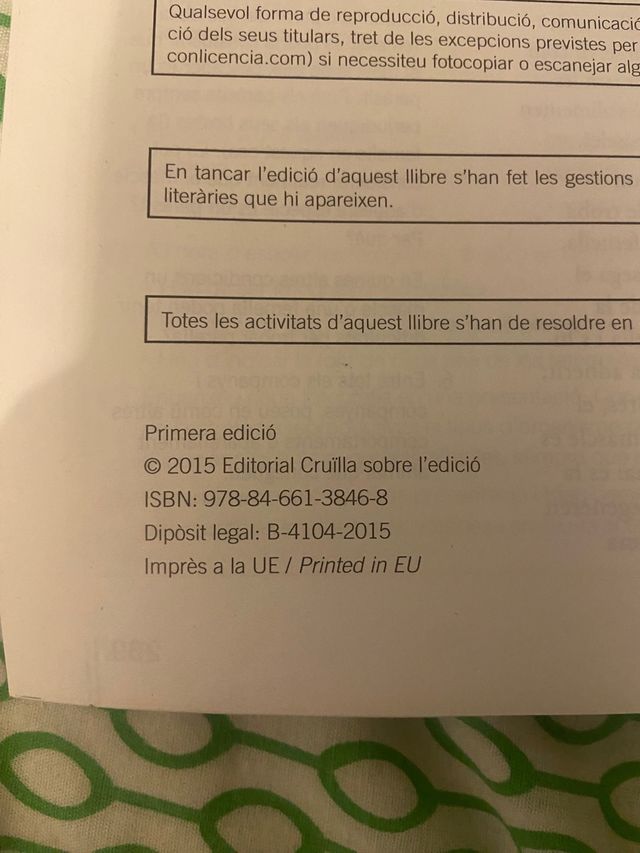 Qualsevol forma de reproducció, distribució, comunicació
ció dels seus titulars, tret de les excepcions previstes per
conlicencia.com) si necessiteu fotocopiar o escanejar alg
En tancar l'edició d'aquest llibre s'han fet les gestions
literàries que hi apareixen.
Totes les activitats d'aquest llibre s'han de resoldre en
Primera edició
© 2015 Editorial Cruïlla sobre l'edició
ISBN: 978-84-661-3846-8
Dipòsit legal: B-4104-2015
Imprès a la UE / Printed in EU